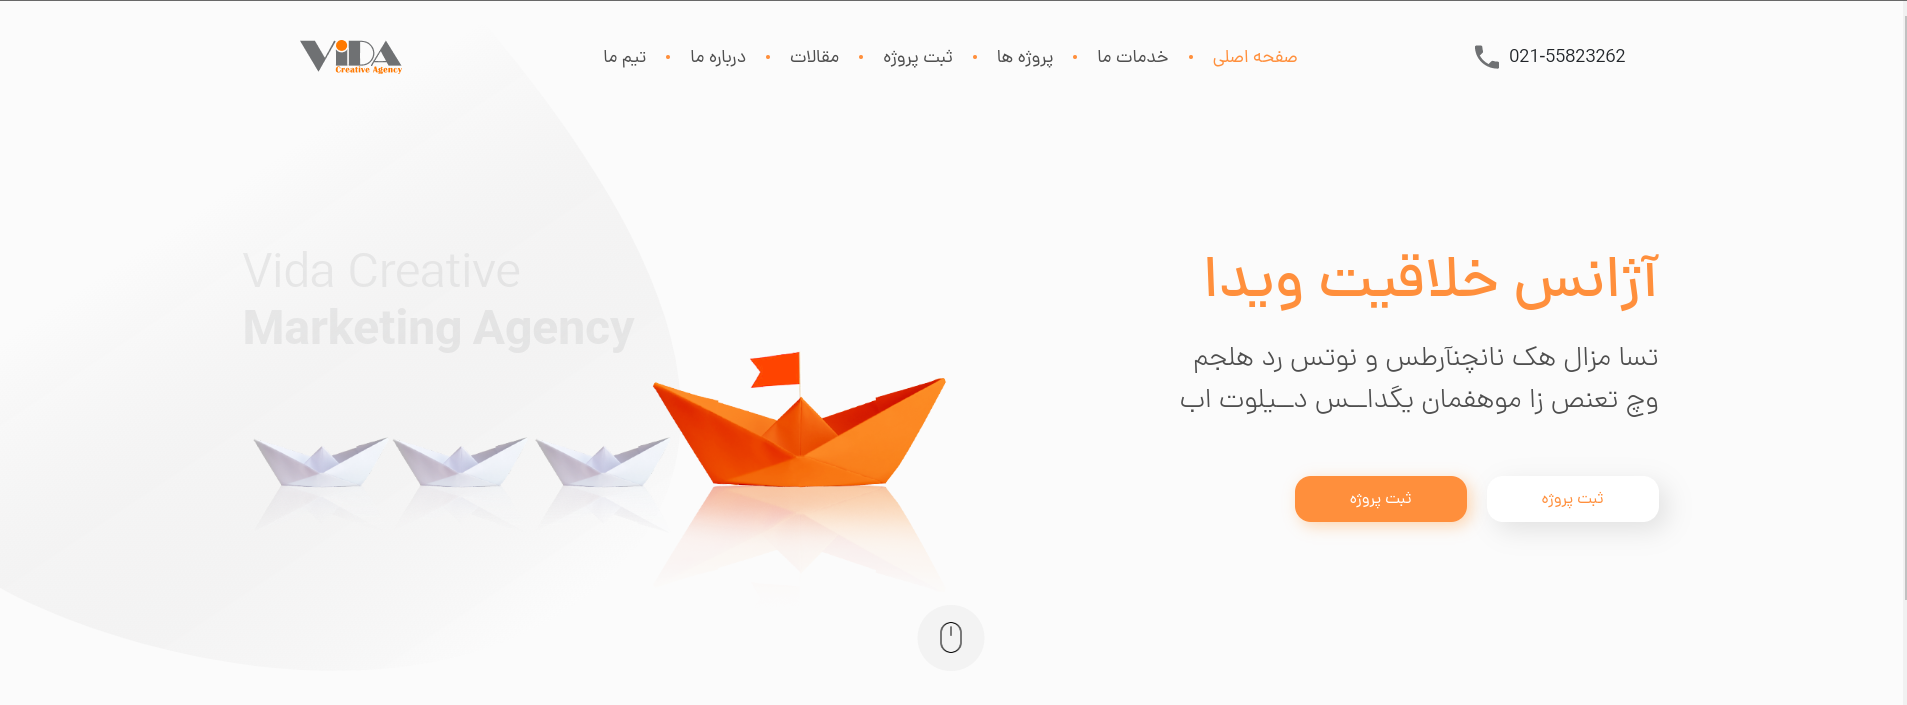 021-55823262
صفحه اصلی • خدمات ما • پروژه ها • ثبت پروژه • مقالات • درباره ما • تیم ما
ViDA
Creative Agency
آژانس خلاقیت ویدا
تسا مزال هک نانچنآرطس و نوتس رد هلجم
وچ تعنص زا موهفمان یگداــس دــیلوت اب
ثبت پروژه
ثبت پروژه
Vida Creative
Marketing Agency